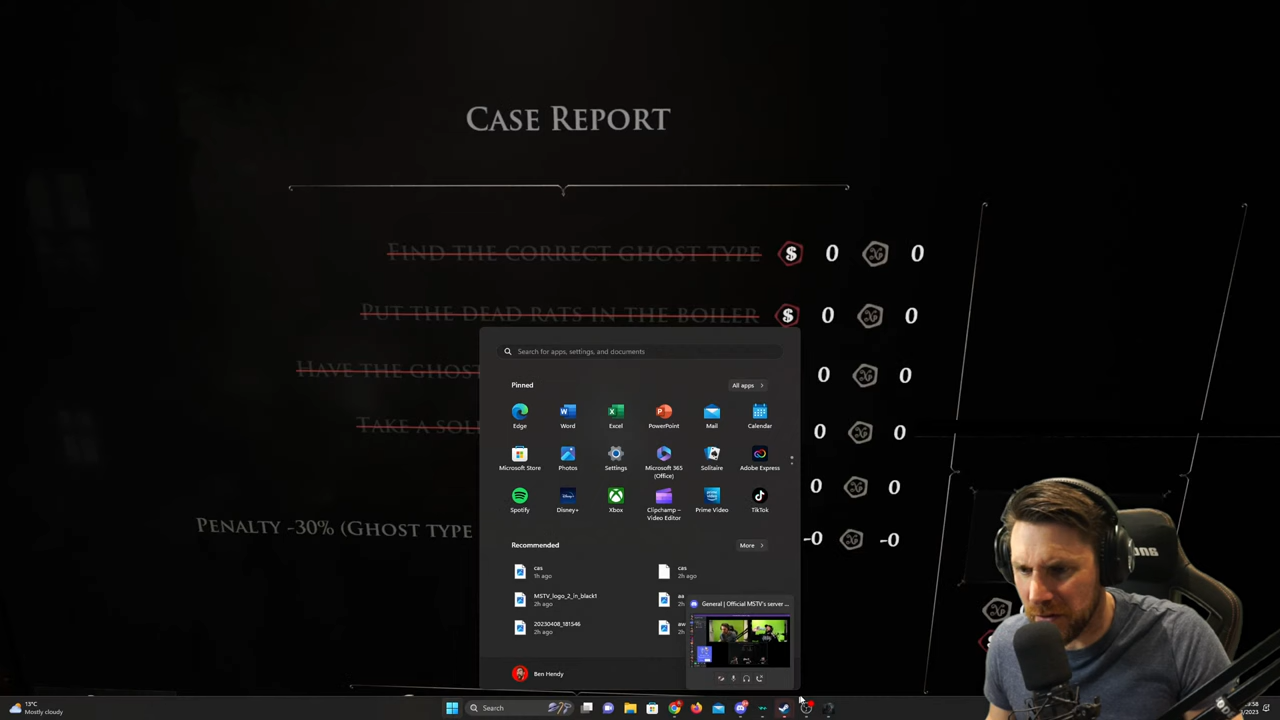 CASE REPORT
FIND THE CORRECT GHOST TYPE $ 0 0
PUT THE DEAD RATS IN THE BOILER $ 0 0
HAVE THE GHOST 0 0
TAKE A 0 0
0 0
PENALTY -30% (GHOST TYPE -0 -0
Search for apps, settings, and documents
Pinned
All apps
Edge
Word
Excel
PowerPoint
Mail
Calendar
Microsoft Store
Photos
Settings
Microsoft 365
(Office)
Solitaire
Adobe Express
Spotify
Disney+
Xbox
Clipchamp –
Video Editor
Prime Video
TikTok
Recommended
More
cas
1h ago
cas
2h ago
MSTV_logo_2_in_black1
2h ago
20230408_181546
2h ago
General | Official MSTV's server ...
Ben Hendy
13°C
Mostly cloudy
Search